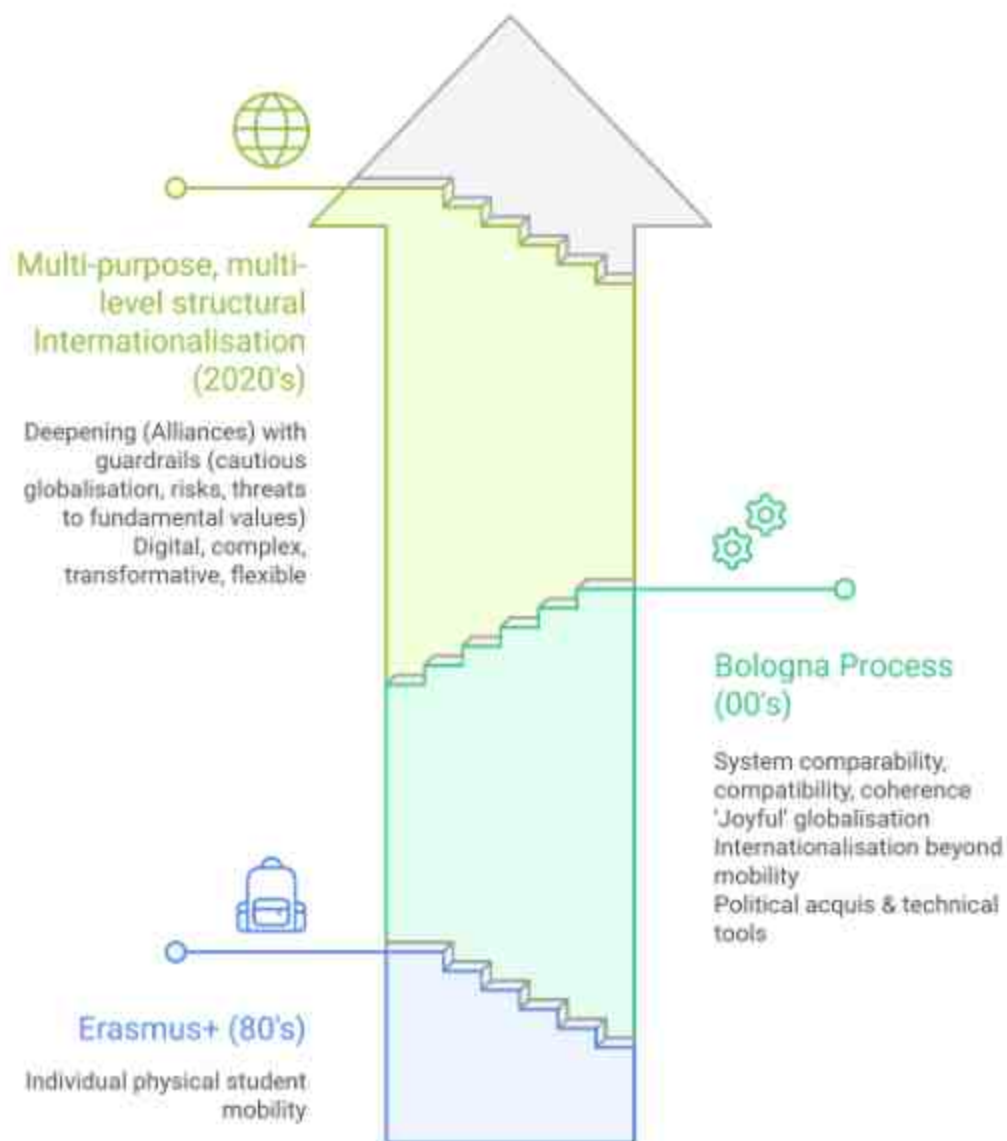 Multi-purpose, multi-
level structural
Internationalisation
(2020's)
Deepening (Alliances) with
guardrails (cautious
globalisation, risks, threats
to fundamental values)
Digital, complex,
transformative, flexible
Bologna Process
(00's)
System comparability,
compatibility, coherence
'Joyful' globalisation
Internationalisation beyond
mobility
Political acquis & technical
tools
Erasmus+ (80's)
Individual physical student
mobility